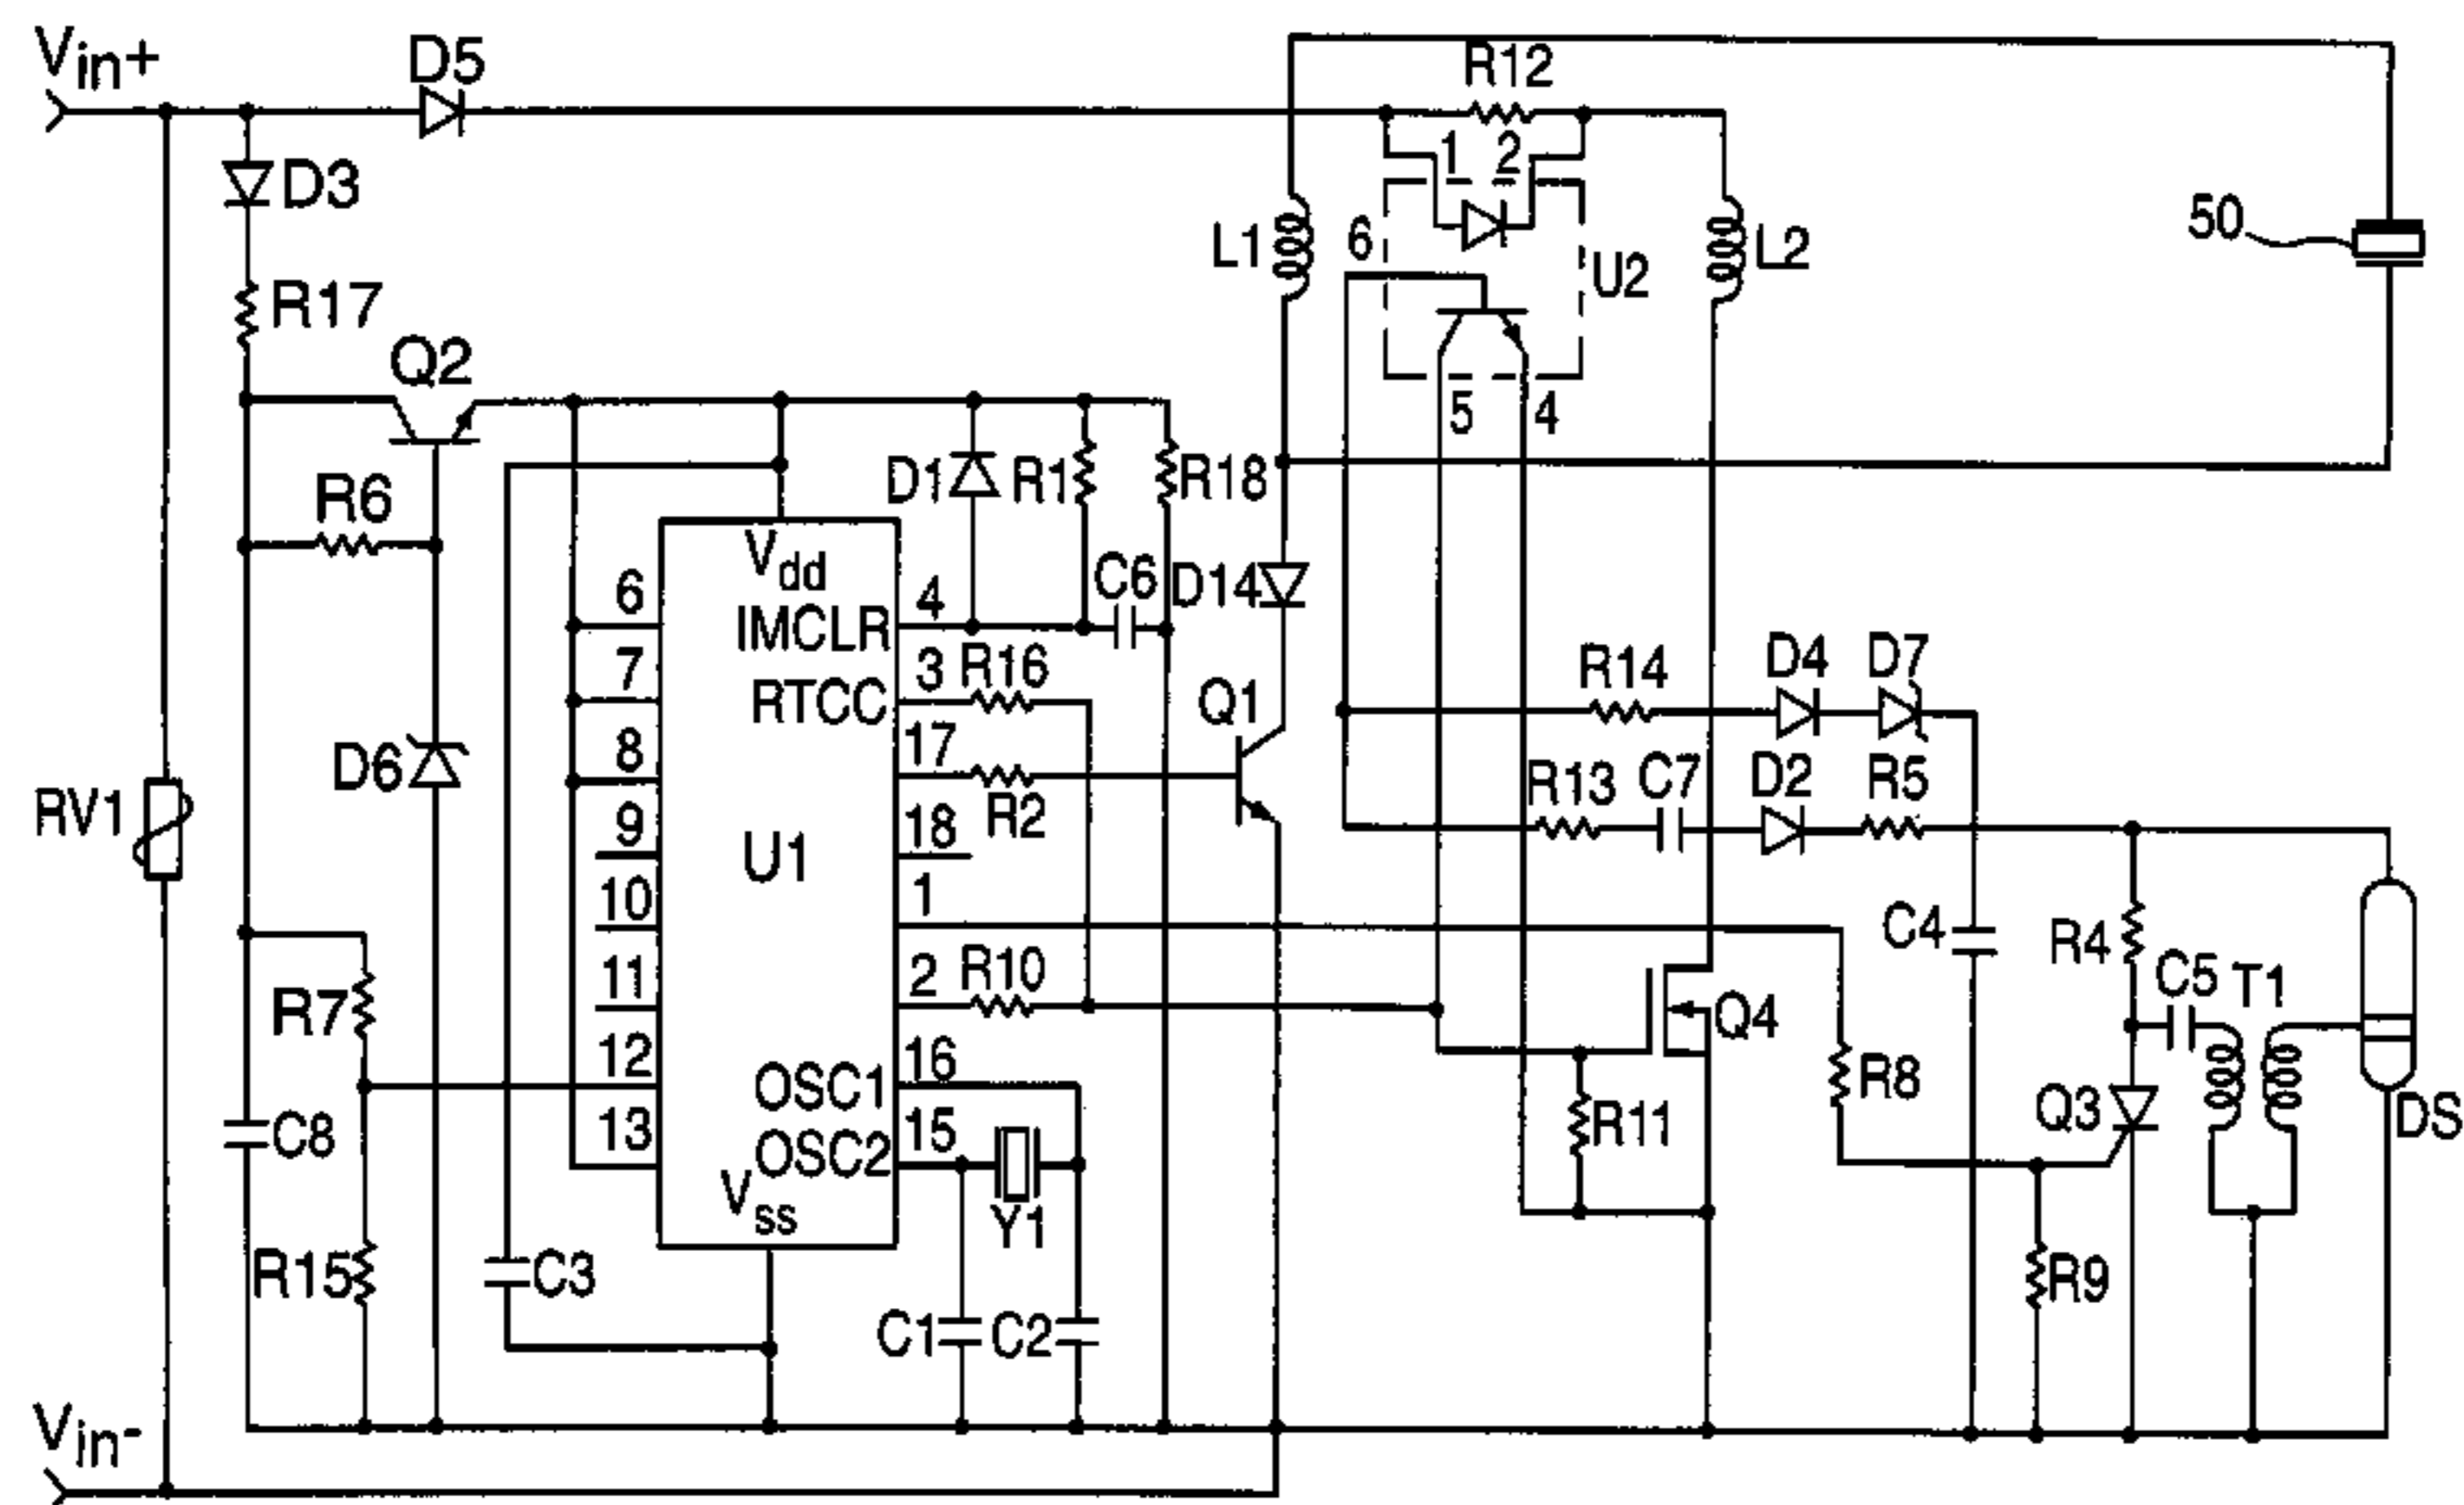 Vin+
D5
R12
D3
1 2
L1
6
U2
L2
50
R17
Q2
5 4
R6
D1
R1
R18
Vdd
6
IMCLR
4
C6
D14
7
RTCC
3
R16
R14
D4
D7
8
17
Q1
D6
R2
R13
C7
D2
R5
RV1
9
U1
18
10
1
C4
R4
C5
T1
11
2
R10
R7
Q4
12
OSC1
16
R8
Q3
DS
C8
13
OSC2
15
R11
Vss
Y1
R15
C3
R9
C1
C2
Vin-